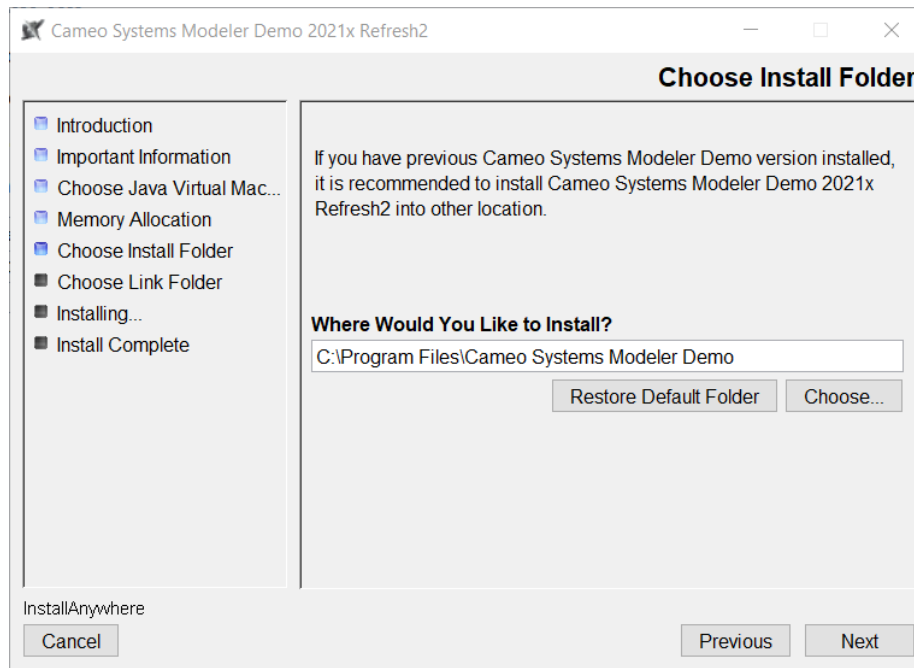 Cameo Systems Modeler Demo 2021x Refresh2
Choose Install Folder
Introduction
Important Information
Choose Java Virtual Mac...
Memory Allocation
Choose Install Folder
Choose Link Folder
Installing...
Install Complete
If you have previous Cameo Systems Modeler Demo version installed,
it is recommended to install Cameo Systems Modeler Demo 2021x
Refresh2 into other location.
Where Would You Like to Install?
C:\Program Files\Cameo Systems Modeler Demo
Restore Default Folder
Choose...
InstallAnywhere
Cancel
Previous
Next